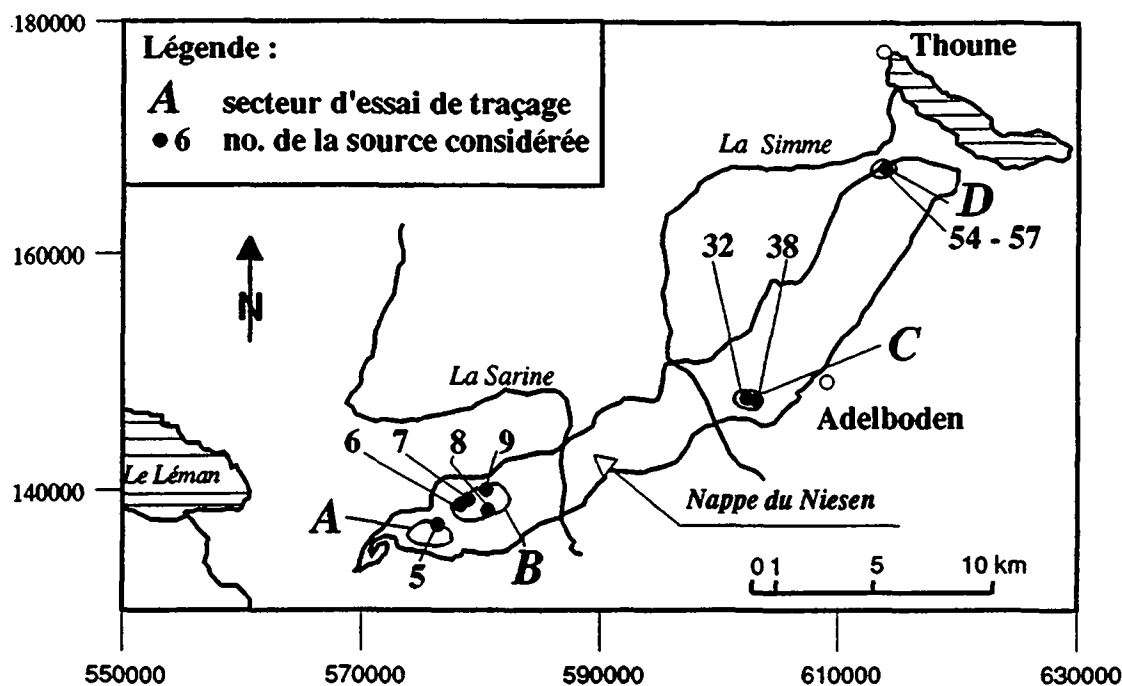 180000
Légende :
A secteur d'essai de traçage
● 6 no. de la source considérée
Thoune
La Simme
D
54 - 57
160000
N
32 38
C
La Sarine
Adelboden
6 7 8 9
Le Léman
140000
Nappe du Niesen
A
B
5
0 1 5 10 km
550000 570000 590000 610000 630000